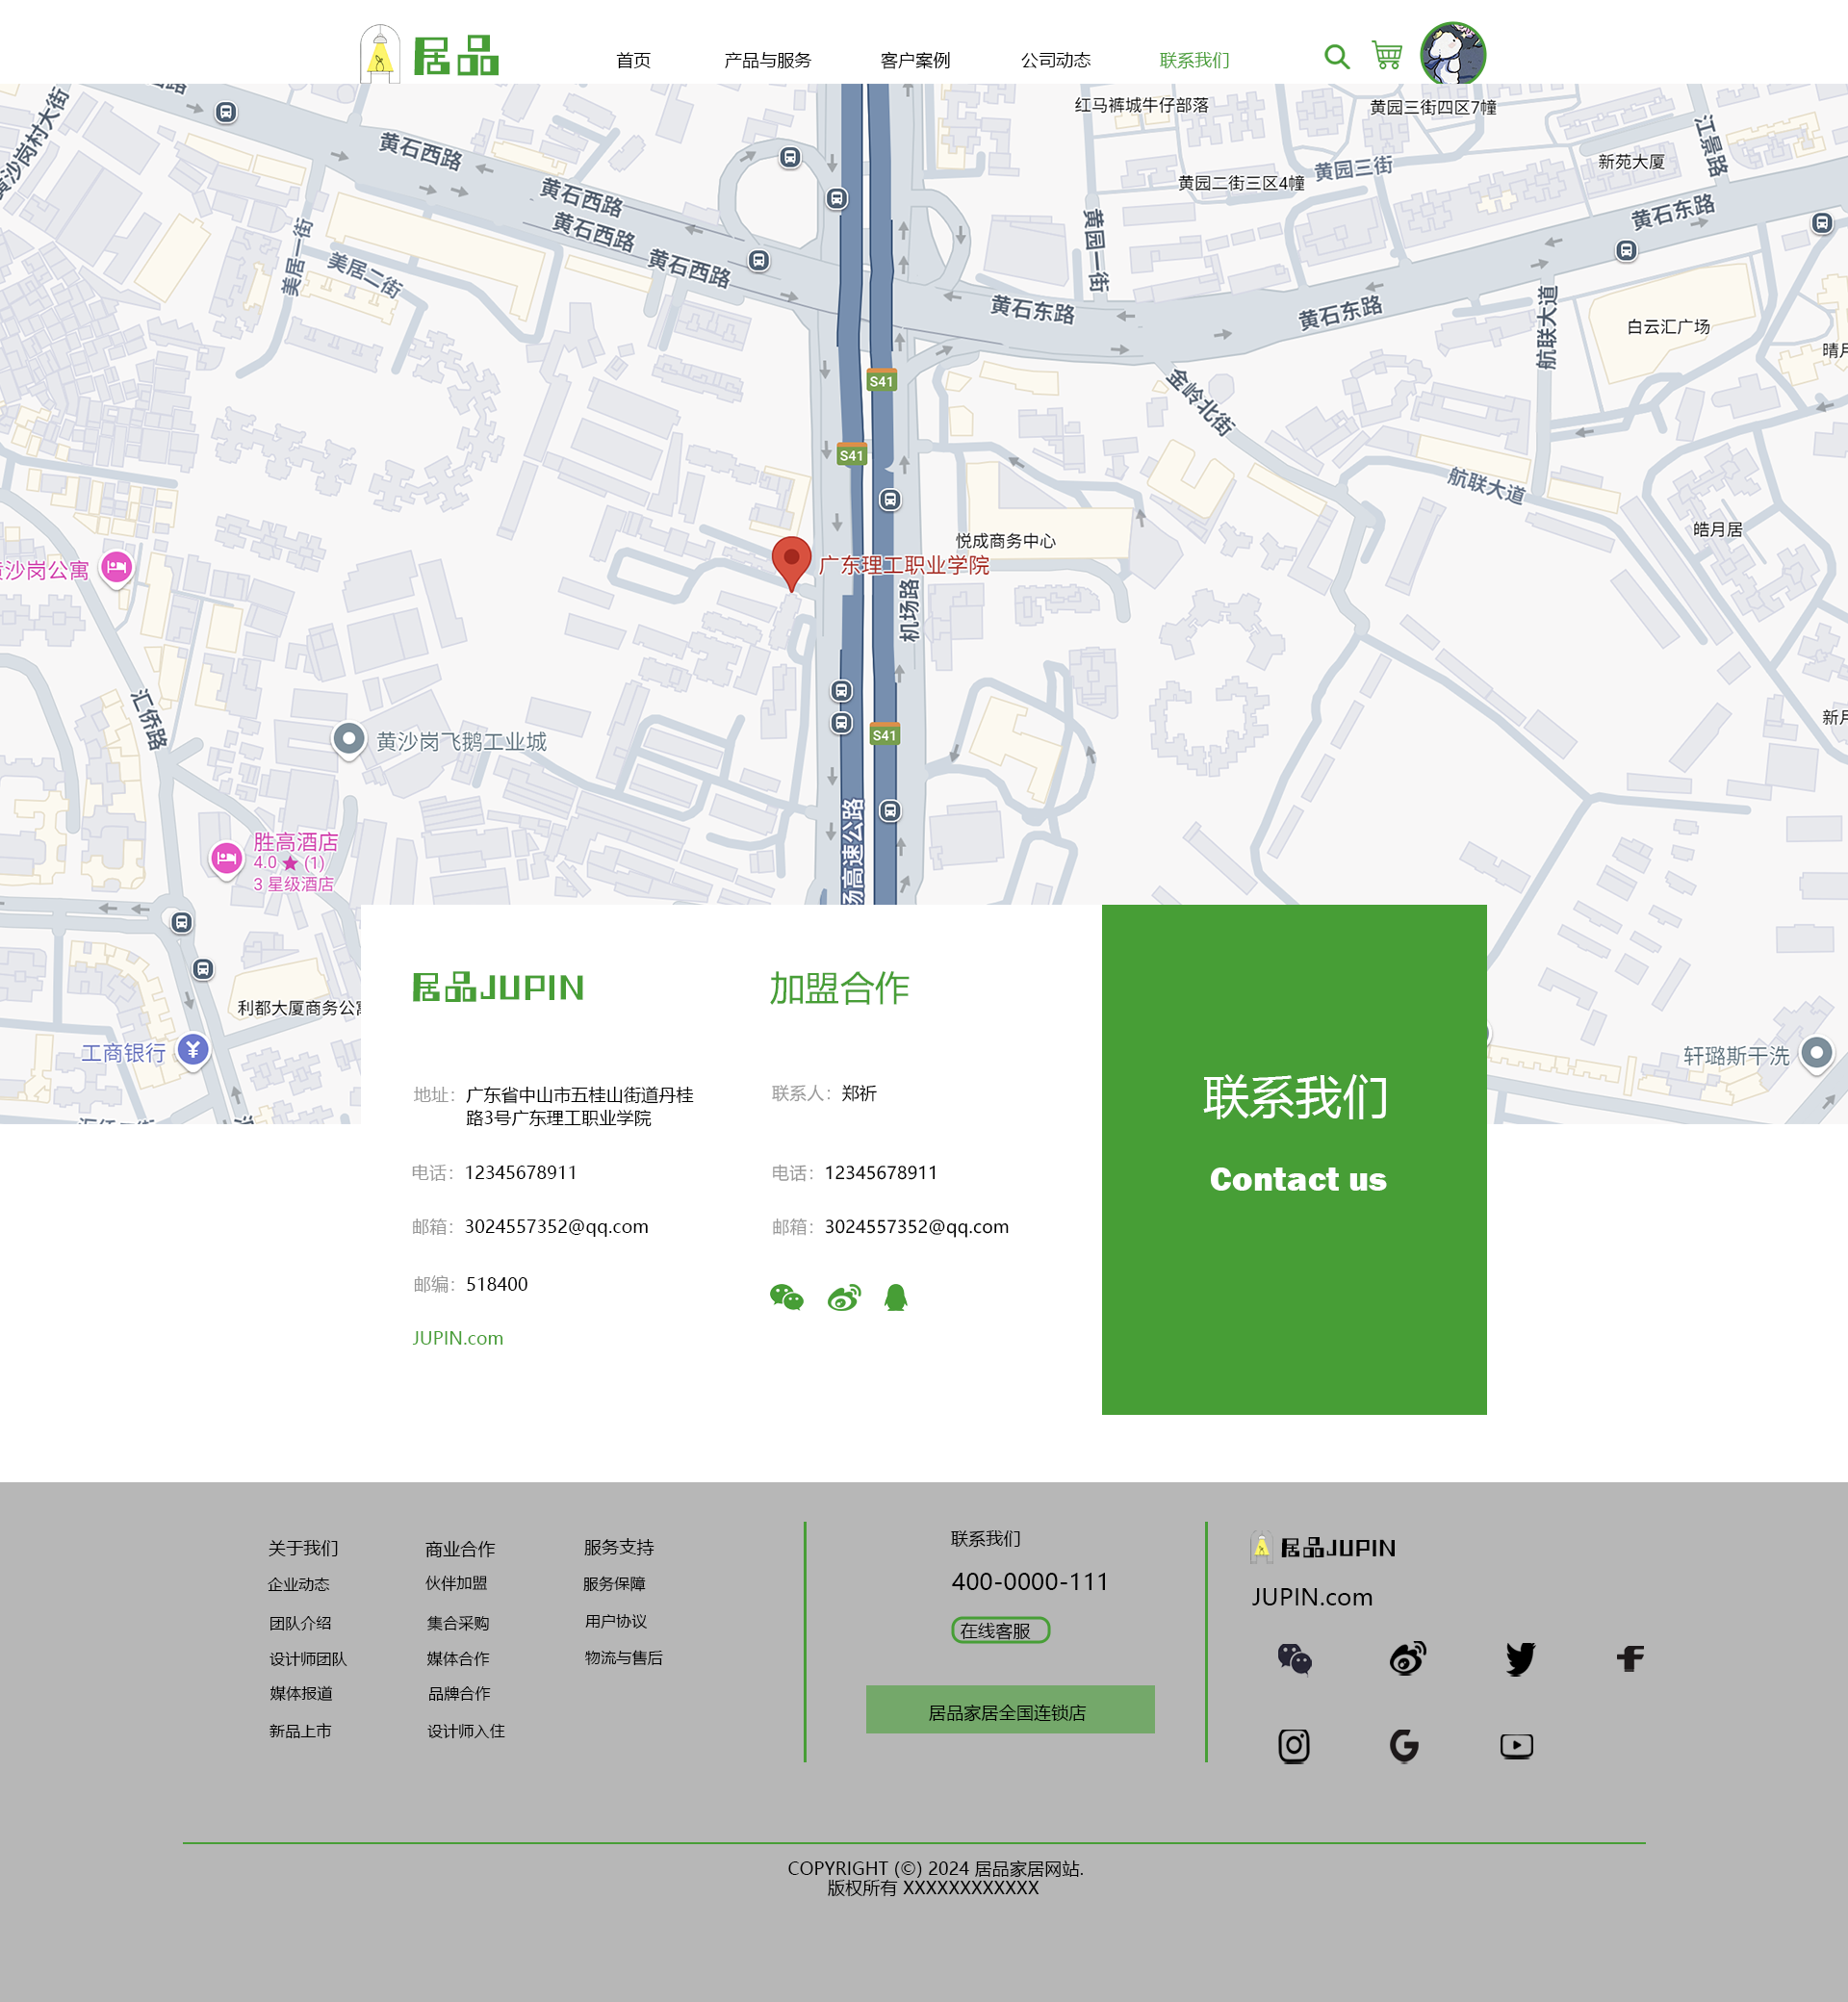 居品
首页
产品与服务
客户案例
公司动态
联系我们
黄沙岗村大街
黄石西路
红马裤城牛仔部落
黄园三街四区7幢
江景路
黄石西路
黄园三街
新苑大厦
黄园二街三区4幢
黄石西路
黄石西路
黄石东路
美居一街
黄园一街
美居二街
黄石东路
黄石东路
航联大道
白云汇广场
S41
金岭北街
S41
航联大道
皓月居
悦成商务中心
广东理工职业学院
黄沙岗公寓
机场路
汇侨路
S41
黄沙岗飞鹅工业城
场高速公路
胜高酒店
4.0 ★ (1)
3 星级酒店
利都大厦商务公寓
工商银行
轩璐斯干洗
居品JUPIN
地址：广东省中山市五桂山街道丹桂
路3号广东理工职业学院
电话：12345678911
邮箱：3024557352@qq.com
邮编：518400
JUPIN.com
加盟合作
联系人：郑祈
电话：12345678911
邮箱：3024557352@qq.com
联系我们
Contact us
关于我们
企业动态
团队介绍
设计师团队
媒体报道
新品上市
商业合作
伙伴加盟
集合采购
媒体合作
品牌合作
设计师入住
服务支持
服务保障
用户协议
物流与售后
联系我们
400-0000-111
在线客服
居品家居全国连锁店
居品JUPIN
JUPIN.com
COPYRIGHT (©) 2024 居品家居网站.
版权所有 XXXXXXXXXXXX